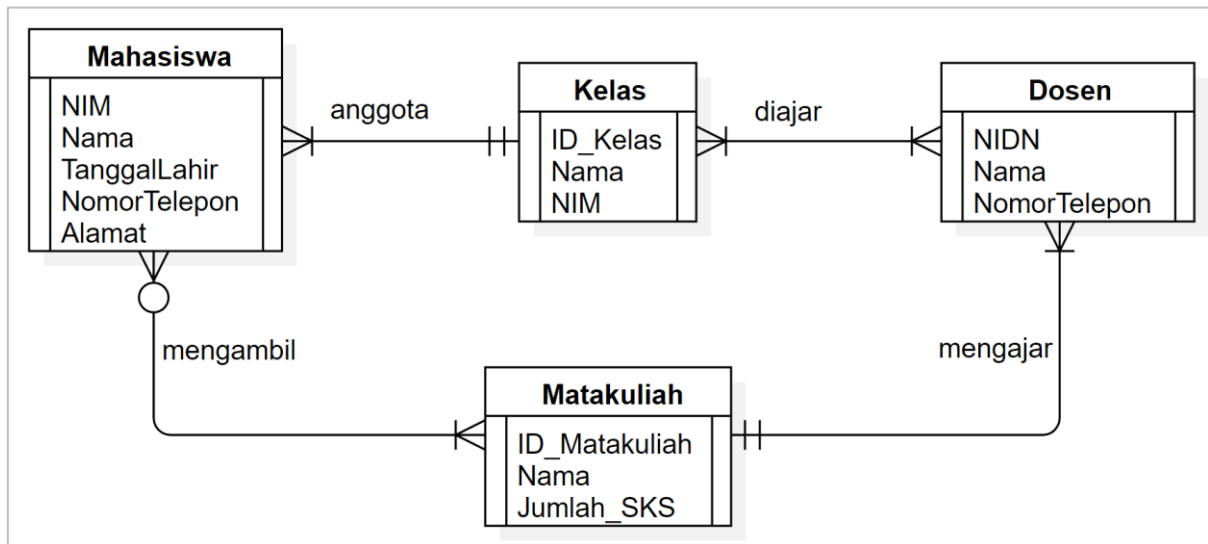 Mahasiswa
NIM
Nama
TanggalLahir
NomorTelepon
Alamat
anggota
Kelas
ID_Kelas
Nama
NIM
diajar
Dosen
NIDN
Nama
NomorTelepon
mengambil
mengajar
Matakuliah
ID_Matakuliah
Nama
Jumlah_SKS